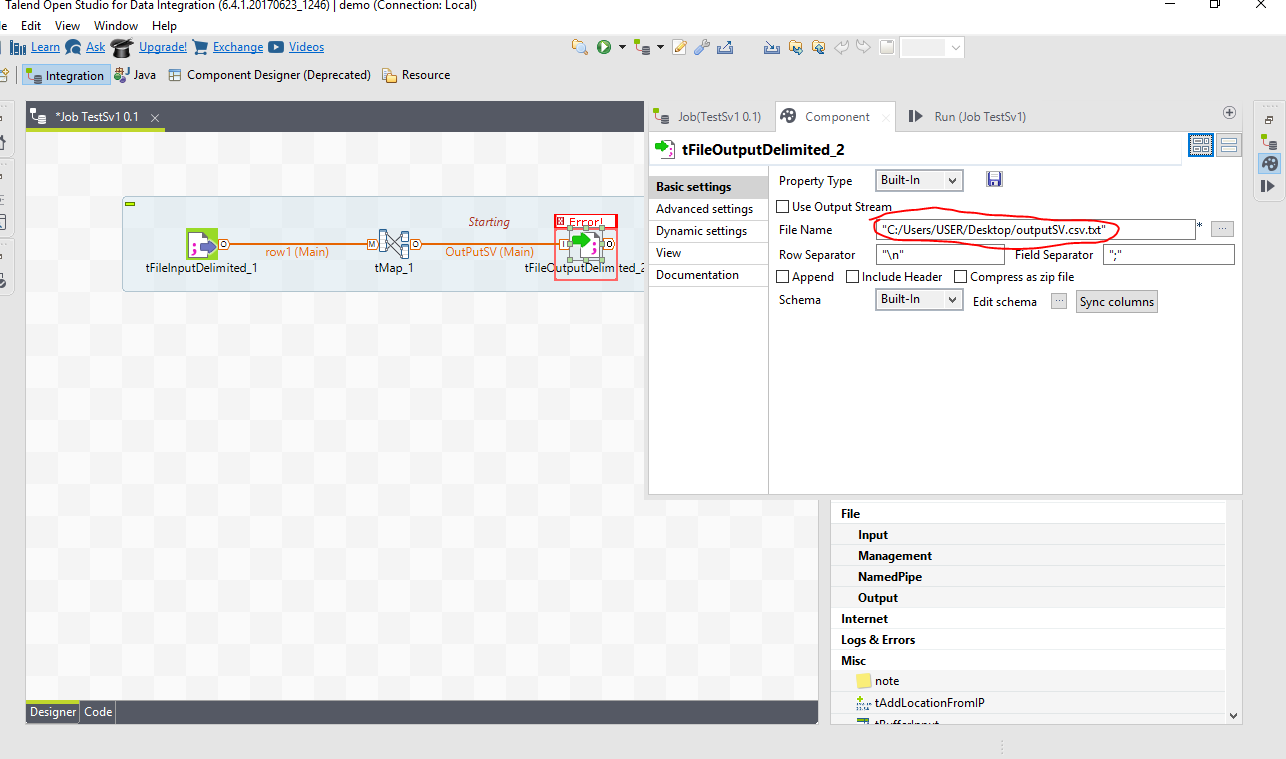 Talend Open Studio for Data Integration (6.4.1.20170623_1246) | demo (Connection: Local)
Edit View Window Help
Learn Ask Upgrade! Exchange Videos
Integration Java Component Designer (Deprecated) Resource
*Job TestSv1 0.1
Job(TestSv1 0.1) Component Run (Job TestSv1)
tFileOutputDelimited_2
Basic settings
Advanced settings
Dynamic settings
View
Documentation
Property Type Built-In
Use Output Stream
File Name "C:/Users/USER/Desktop/outputSV.csv.txt" *
Row Separator "\n" Field Separator ";"
Append Include Header Compress as zip file
Schema Built-In Edit schema Sync columns
Starting
Error!
row1 (Main) OutPutSV (Main)
tFileInputDelimited_1 tMap_1 tFileOutputDelimited_2
File
Input
Management
NamedPipe
Output
Internet
Logs & Errors
Misc
note
tAddLocationFromIP
tBufferInput
Designer Code